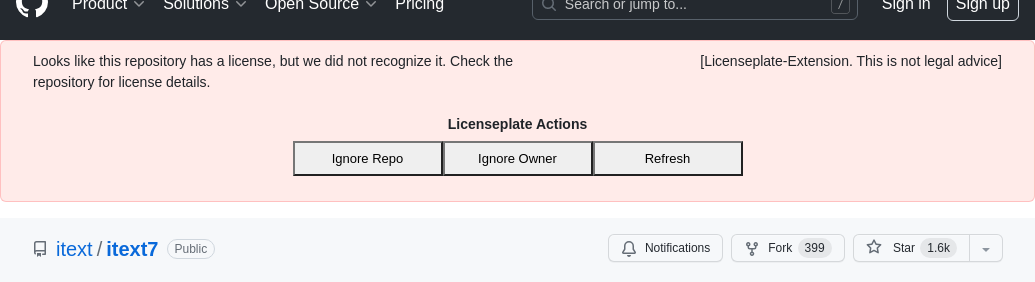 Product Solutions Open Source Pricing Search or jump to... / Sign in Sign up
Looks like this repository has a license, but we did not recognize it. Check the
repository for license details.
[Licenseplate-Extension. This is not legal advice]
Licenseplate Actions
Ignore Repo Ignore Owner Refresh
itext / itext7 Public Notifications Fork 399 Star 1.6k